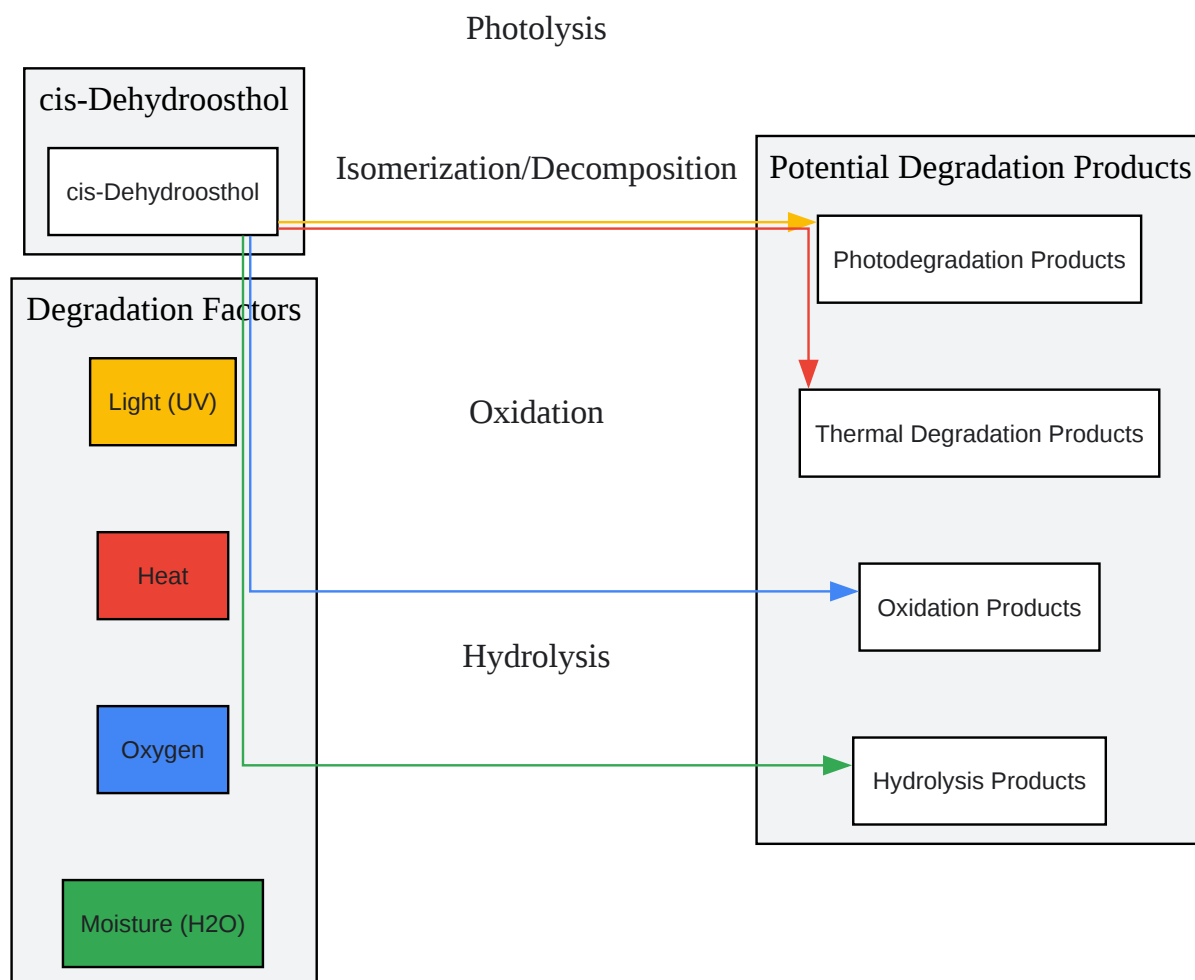 Photolysis
cis-Dehydroosthol
cis-Dehydroosthol
Isomerization/Decomposition
Potential Degradation Products
Photodegradation Products
Degradation Factors
Light (UV)
Oxidation
Thermal Degradation Products
Heat
Oxidation Products
Hydrolysis
Oxygen
Hydrolysis Products
Moisture (H2O)